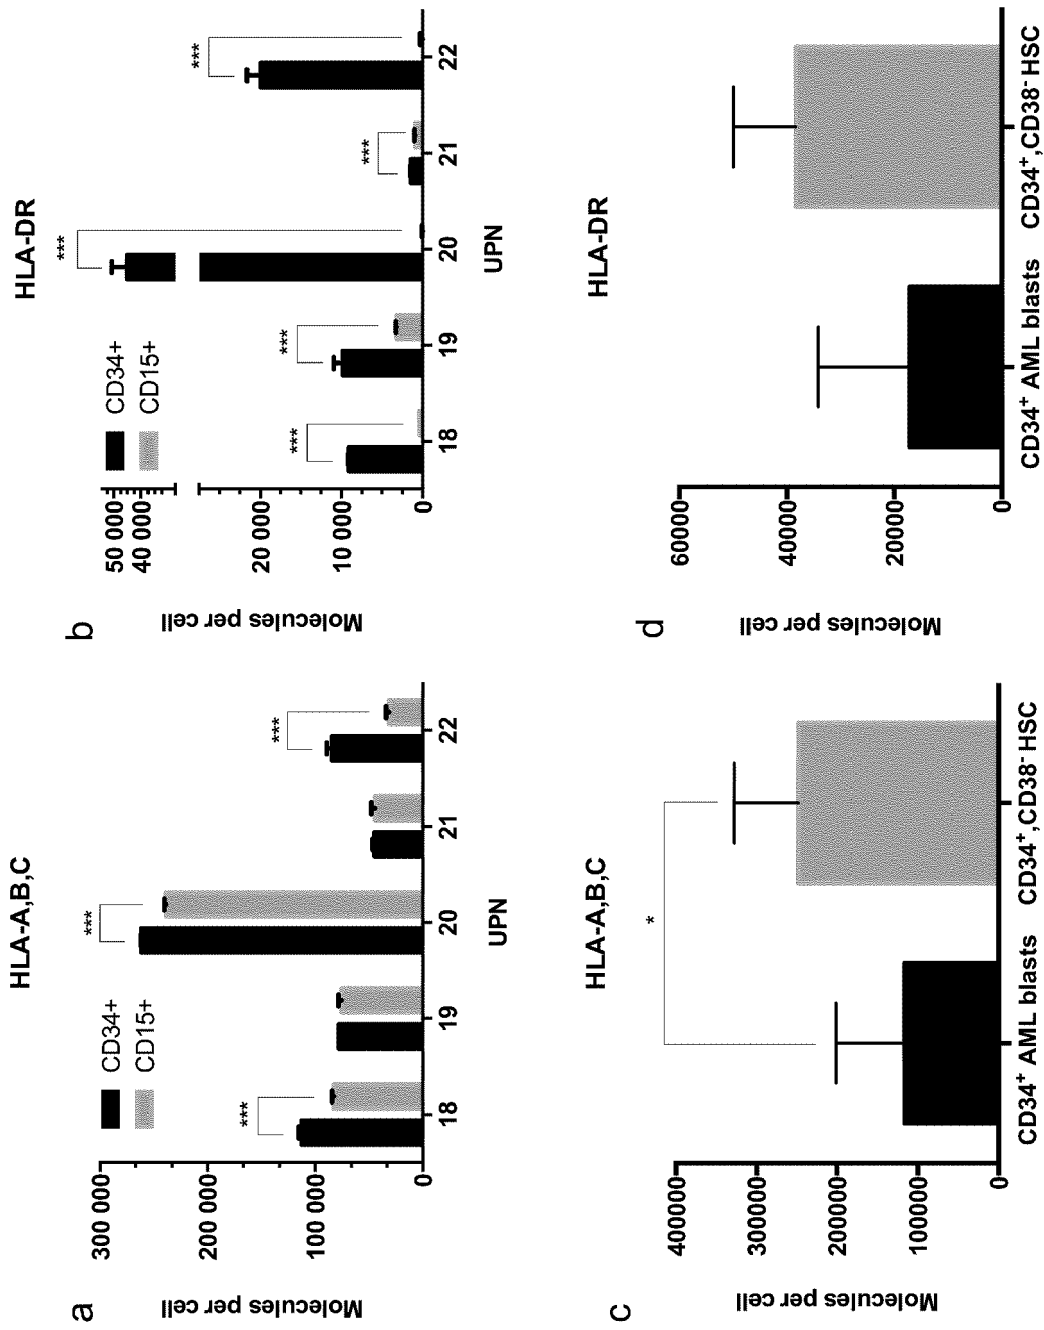 a
HLA-A,B,C
CD34+
CD15+
Molecules per cell
300 000
200 000
100 000
0
***
***
***
18
19
20
21
22
UPN
b
HLA-DR
CD34+
CD15+
Molecules per cell
50 000
40 000
20 000
10 000
0
***
***
***
***
***
18
19
20
21
22
UPN
c
HLA-A,B,C
Molecules per cell
400000
300000
200000
100000
0
*
CD34⁺ AML blasts
CD34⁺,CD38⁻ HSC
d
HLA-DR
Molecules per cell
60000
40000
20000
0
CD34⁺ AML blasts
CD34⁺,CD38⁻ HSC